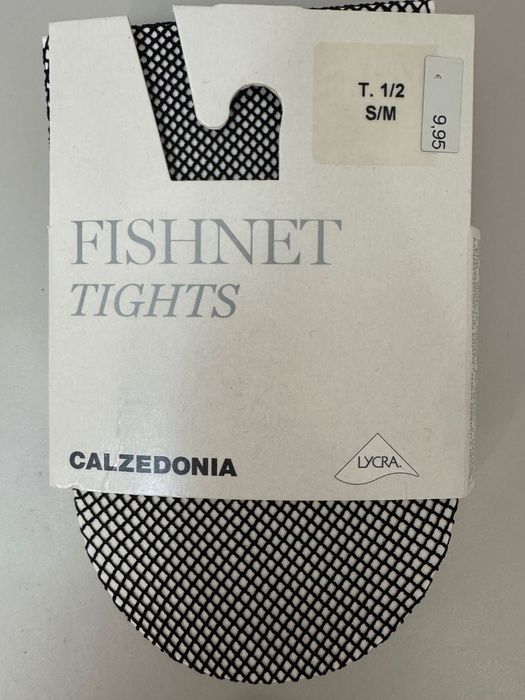 T. 1/2
S/M
€ 9,95
FISHNET
TIGHTS
CALZEDONIA
LYCRA.